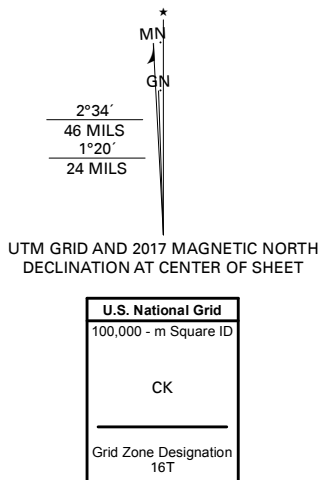 ★
MN
GN
2°34´
46 MILS
1°20´
24 MILS
UTM GRID AND 2017 MAGNETIC NORTH
DECLINATION AT CENTER OF SHEET
U.S. National Grid
100,000 - m Square ID
CK
Grid Zone Designation
16T